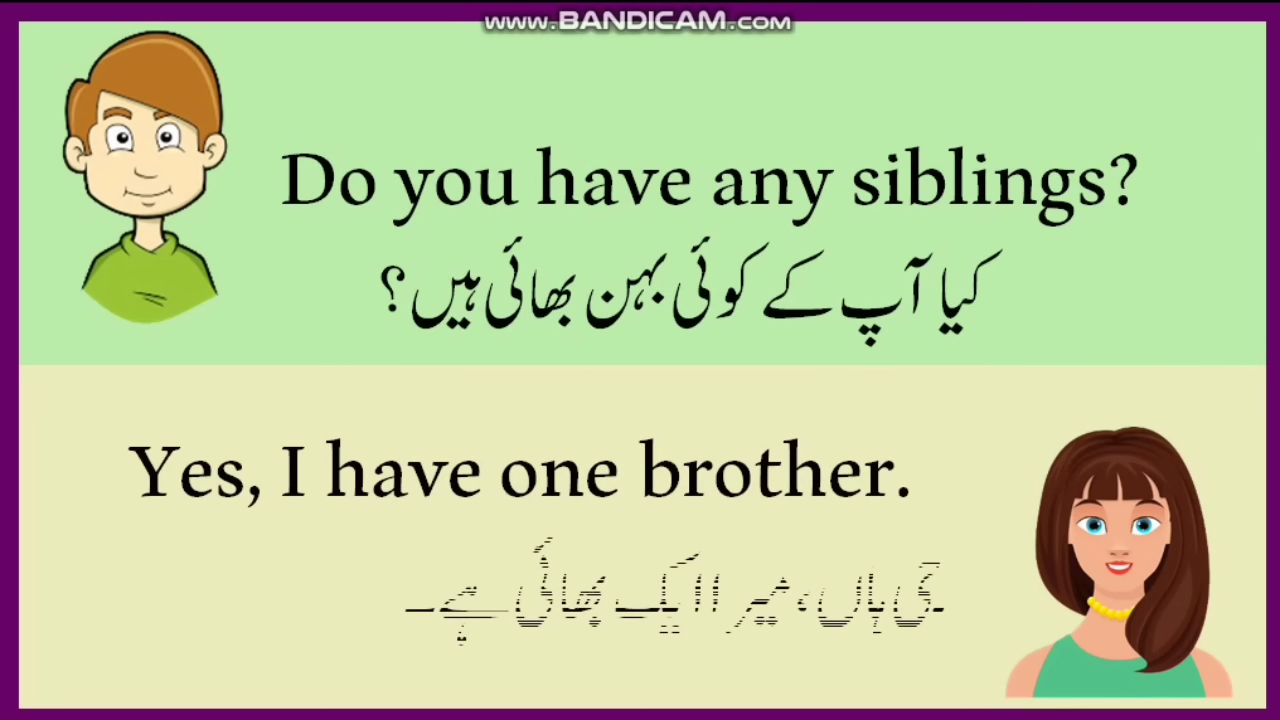 www.BANDICAM.com
Do you have any siblings?
کیا آپ کے کوئی بہن بھائی ہیں؟
Yes, I have one brother.
جی ہاں، میرا ایک بھائی ہے۔